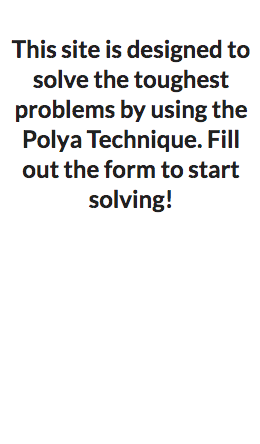 This site is designed to
solve the toughest
problems by using the
Polya Technique. Fill
out the form to start
solving!